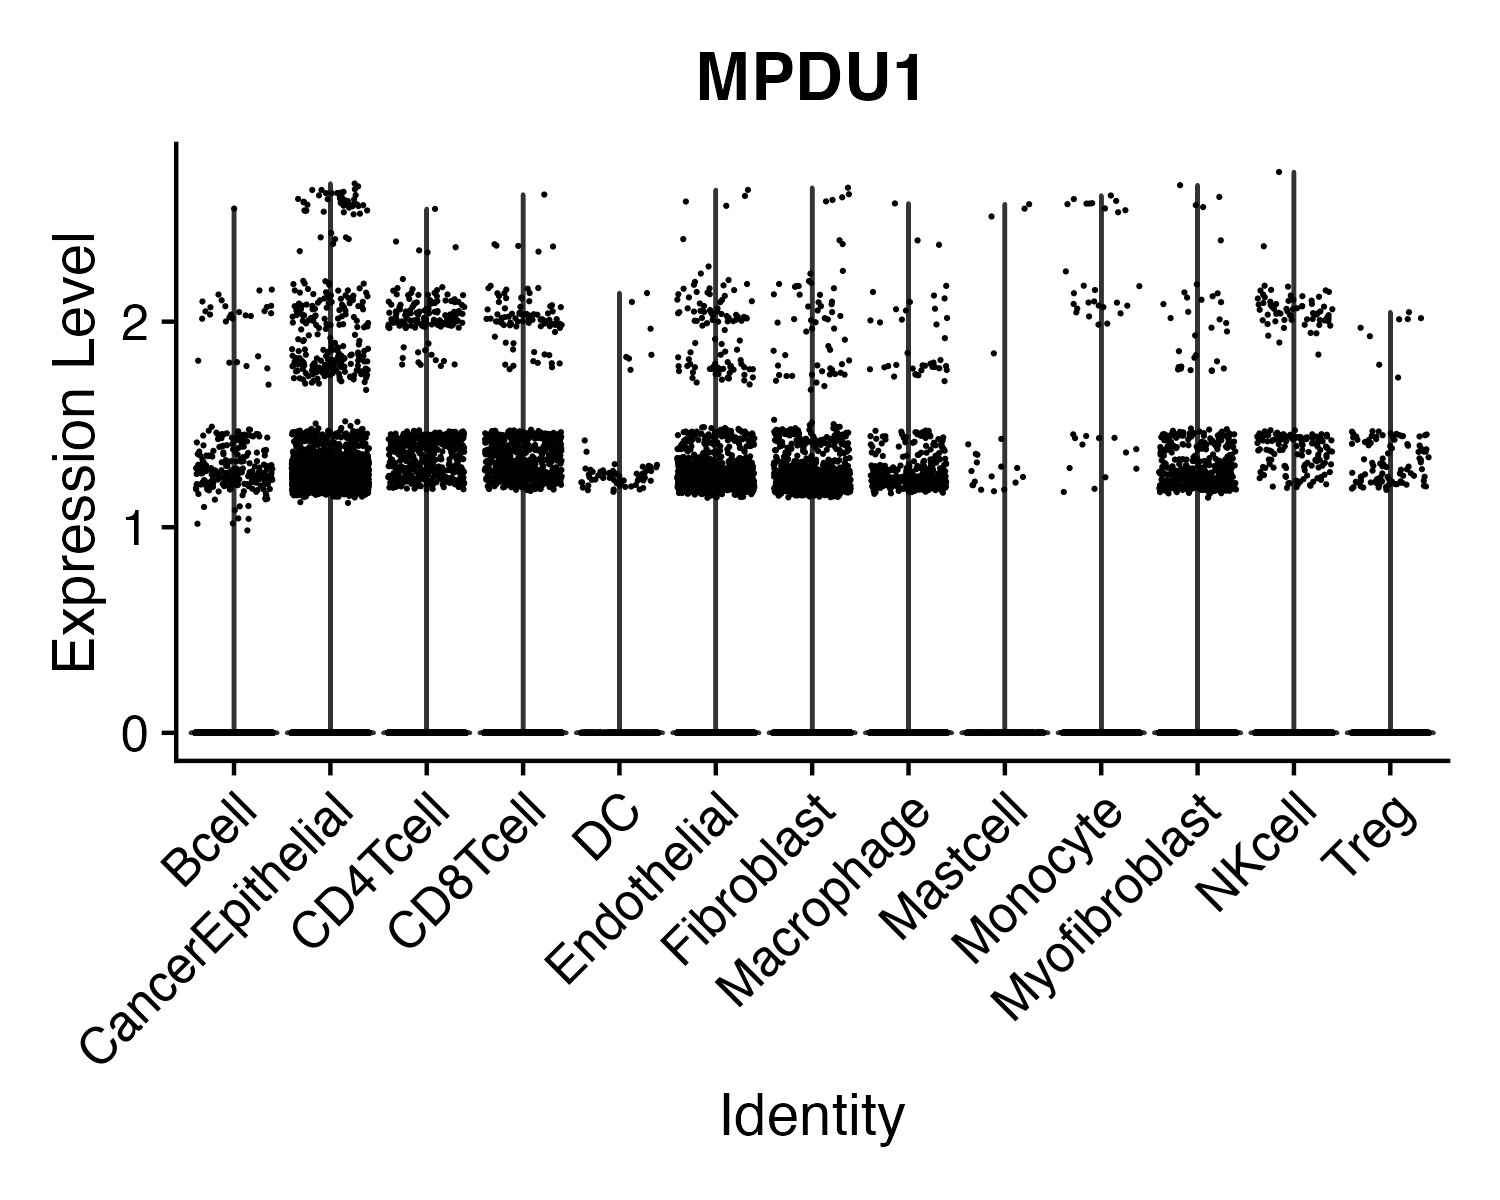 MPDU1
Expression Level
2
1
0
Bcell
CancerEpithelial
CD4Tcell
CD8Tcell
DC
Endothelial
Fibroblast
Macrophage
Mastcell
Monocyte
Myofibroblast
NKcell
Treg
Identity